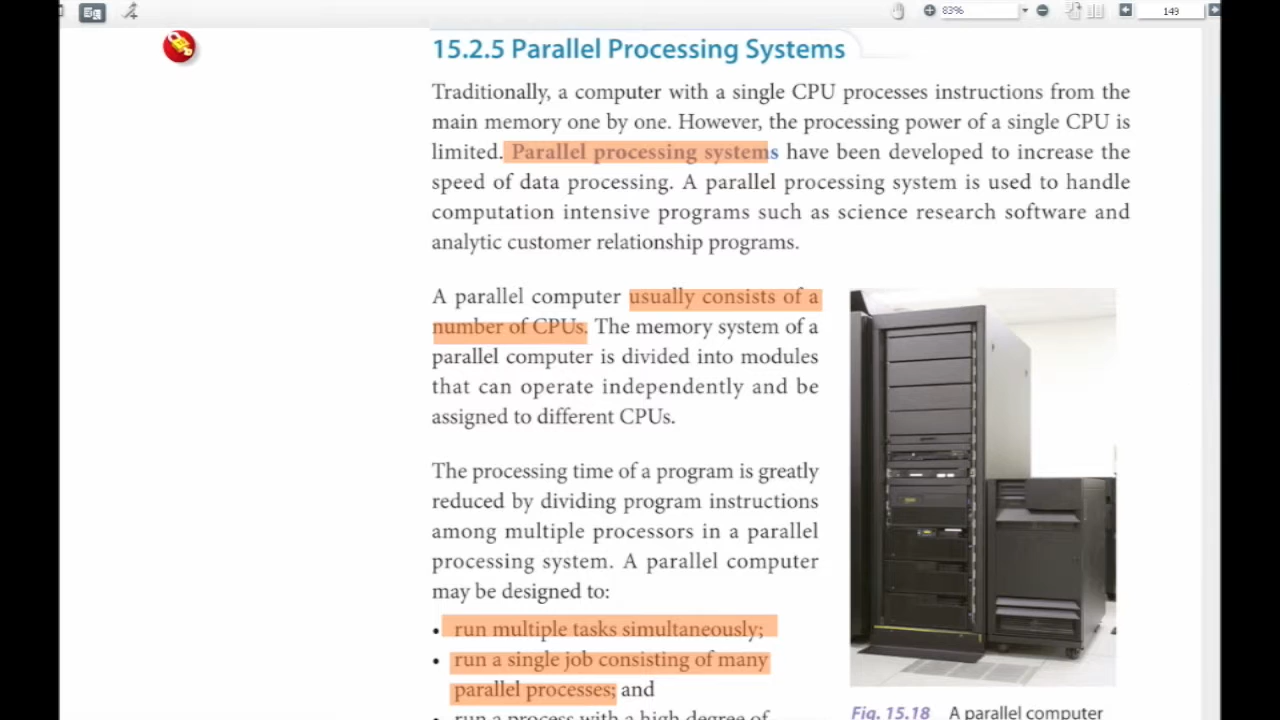 83%
149
15.2.5 Parallel Processing Systems
Traditionally, a computer with a single CPU processes instructions from the
main memory one by one. However, the processing power of a single CPU is
limited. Parallel processing systems have been developed to increase the
speed of data processing. A parallel processing system is used to handle
computation intensive programs such as science research software and
analytic customer relationship programs.
A parallel computer usually consists of a
number of CPUs. The memory system of a
parallel computer is divided into modules
that can operate independently and be
assigned to different CPUs.
The processing time of a program is greatly
reduced by dividing program instructions
among multiple processors in a parallel
processing system. A parallel computer
may be designed to:
• run multiple tasks simultaneously;
• run a single job consisting of many
parallel processes; and
• run a process with a high degree of
Fig. 15.18 A parallel computer